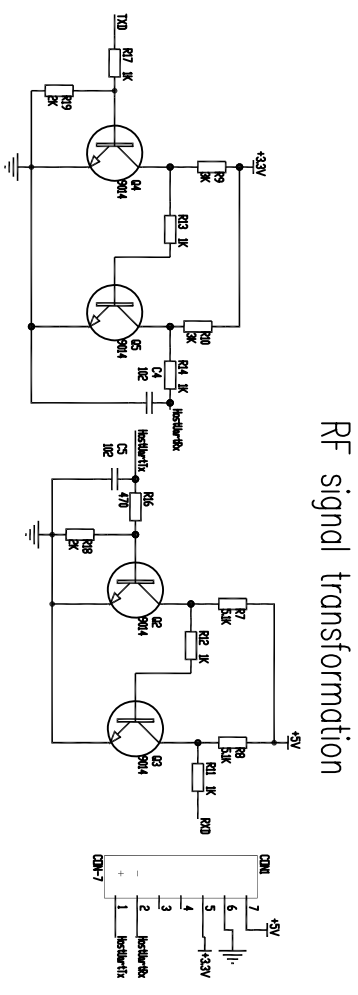 RF signal transformation
TXD
R17
1K
R19
2K
Q4
9014
R9
3K
+3.3V
R13
1K
Q5
9014
R10
3K
R14
1K
C4
102
HostUartRx
HostUartTx
C5
102
R16
470
R18
2K
Q2
9014
R7
5.1K
R12
1K
Q3
9014
R8
5.1K
+5V
R11
1K
RXD
CON1
CON-7
+
-
1
2
3
4
5
6
7
HostUartTx
HostUartRx
+3.3V
+5V